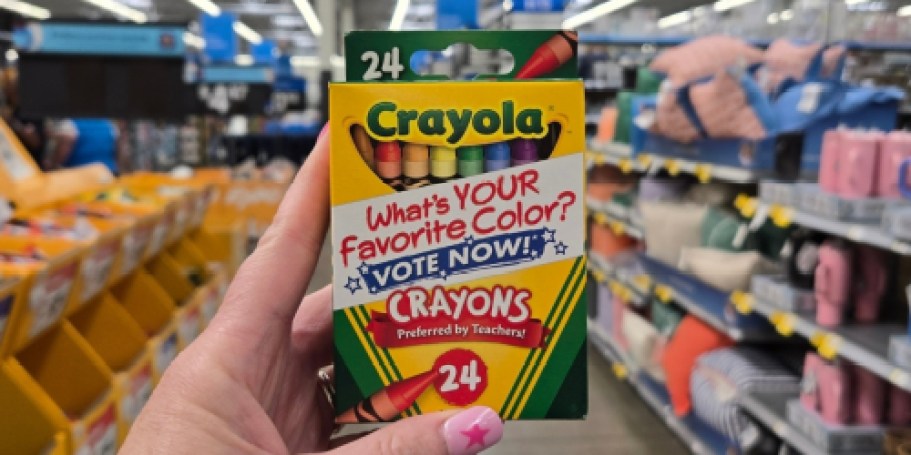 24
Crayola
What's YOUR
favorite Color?
VOTE NOW!*
CRAYONS
Preferred by Teachers!
24